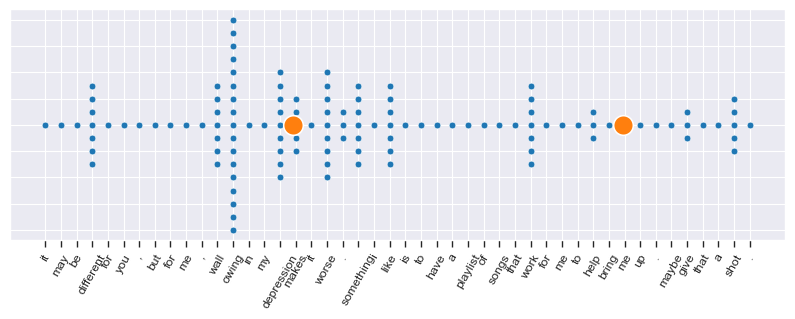 it may be different for you , but for me , wall owing in my depression makes it worse . something i like is to have a playlist of songs that work for me to help bring me up . maybe give that a shot .